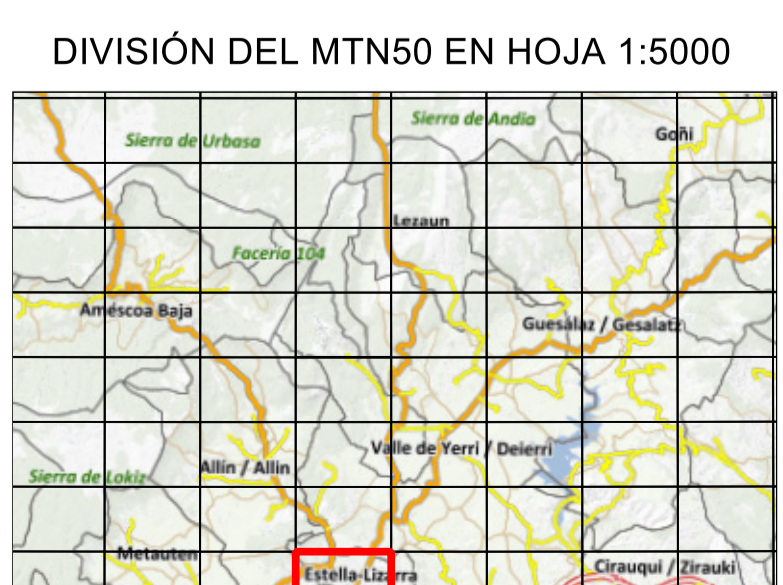 DIVISIÓN DEL MTN50 EN HOJA 1:5000
Sierra de Andia
Goñi
Sierra de Urbasa
Lezaun
Facería 104
Améscoa Baja
Guesálaz / Gesalatz
Valle de Yerri / Deierri
Allín / Allin
Sierra de Lokiz
Metauten
Cirauqui / Zirauki
Estella-Lizarra